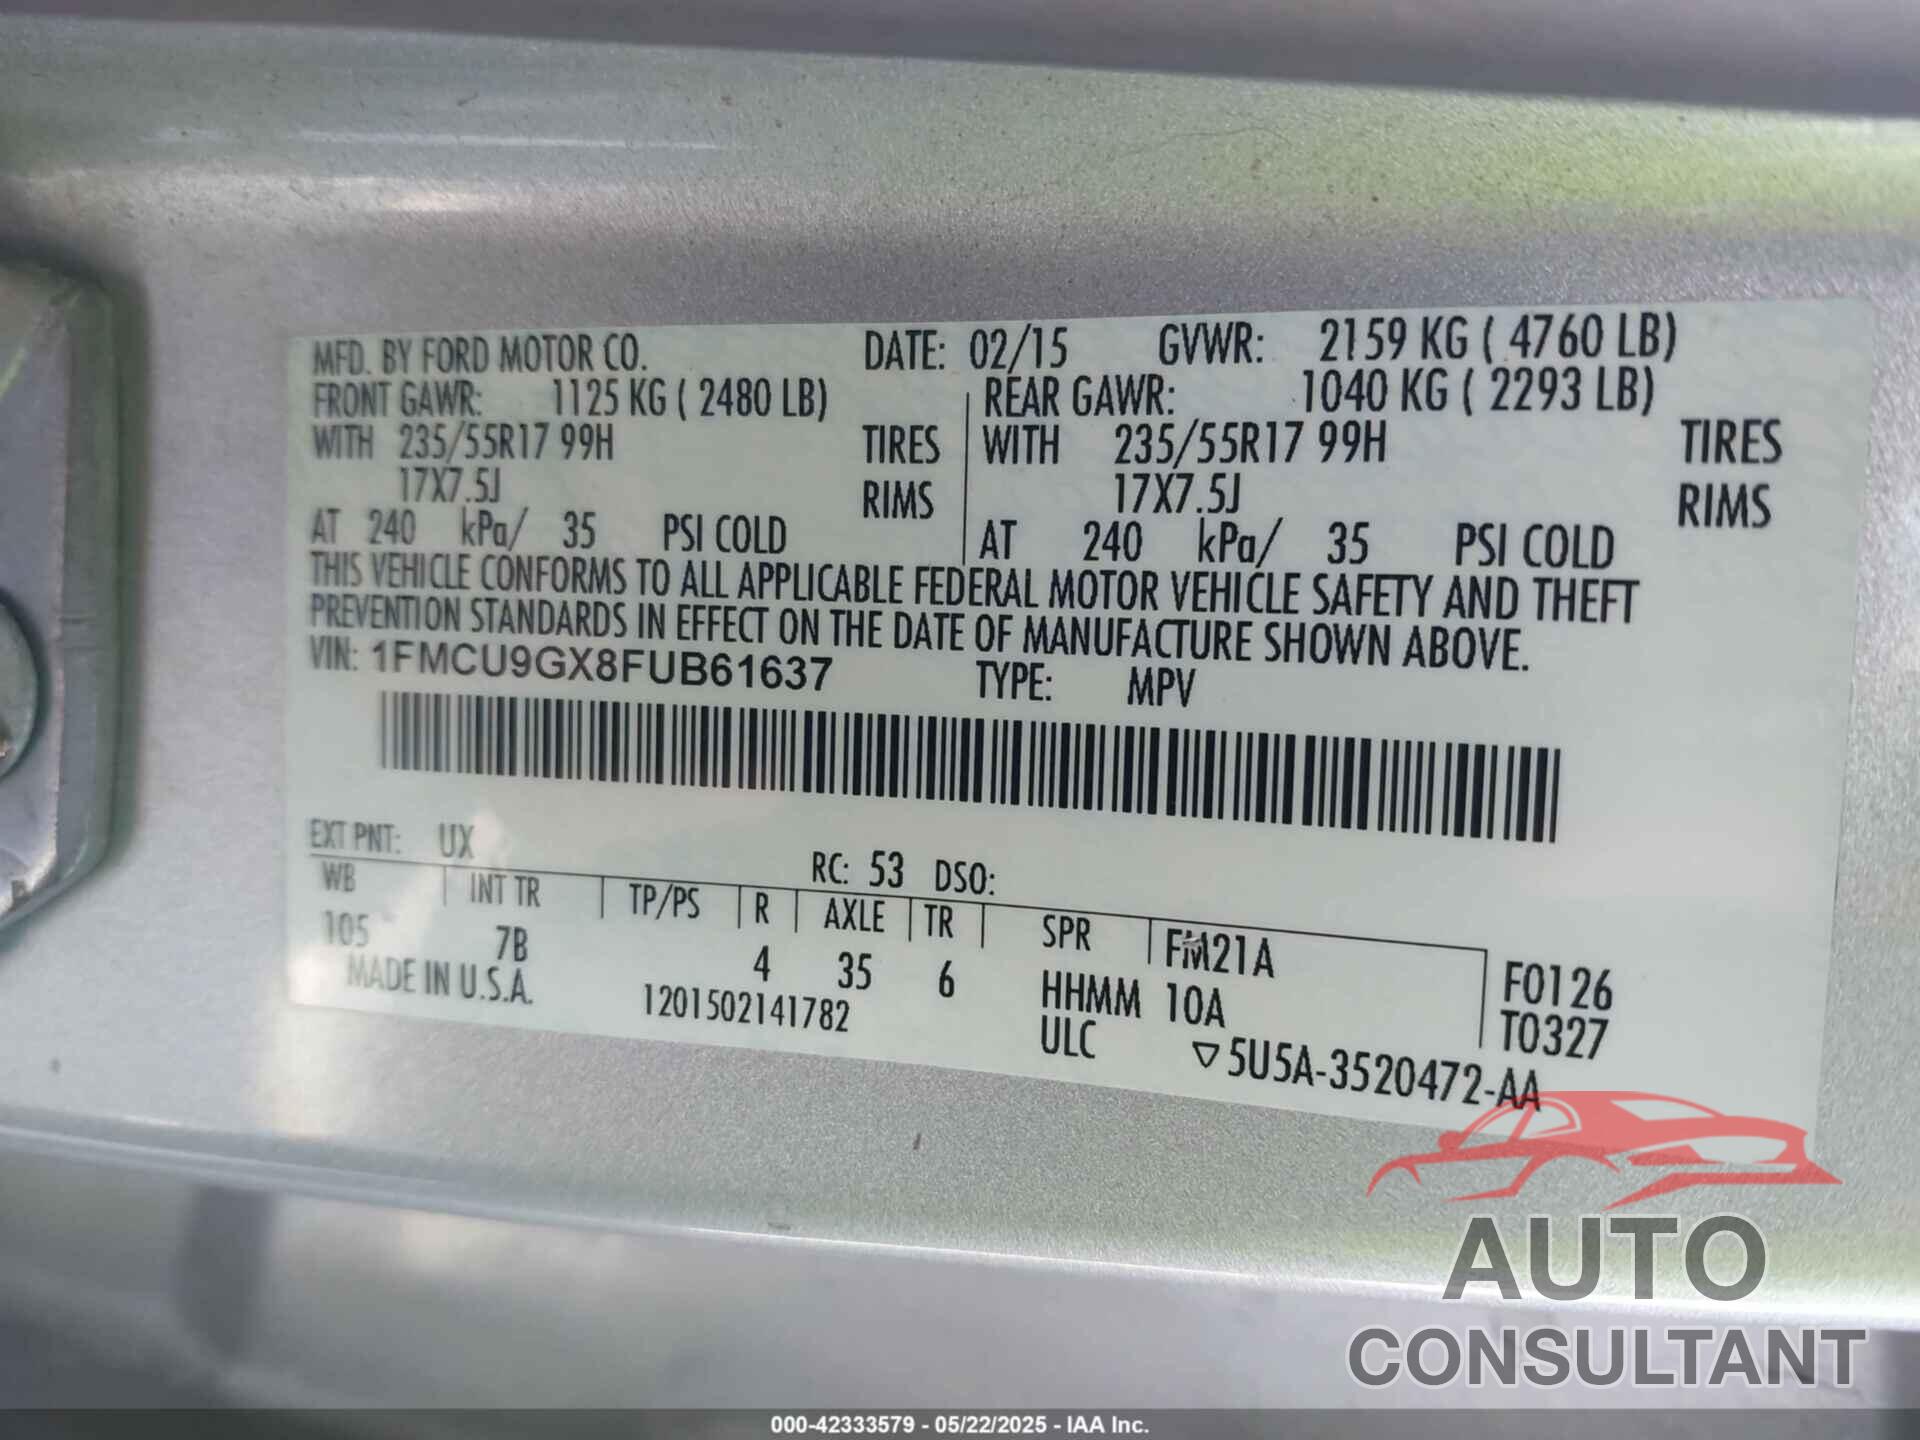 MFD. BY FORD MOTOR CO. DATE: 02/15 GVWR: 2159 KG ( 4760 LB)
FRONT GAWR: 1125 KG ( 2480 LB) REAR GAWR: 1040 KG ( 2293 LB)
WITH 235/55R17 99H TIRES WITH 235/55R17 99H TIRES
17X7.5J RIMS 17X7.5J RIMS
AT 240 kPa/ 35 PSI COLD AT 240 kPa/ 35 PSI COLD
THIS VEHICLE CONFORMS TO ALL APPLICABLE FEDERAL MOTOR VEHICLE SAFETY AND THEFT
PREVENTION STANDARDS IN EFFECT ON THE DATE OF MANUFACTURE SHOWN ABOVE.
VIN: 1FMCU9GX8FUB61637 TYPE: MPV
EXT PNT: UX RC: 53 DSO:
WB INT TR TP/PS R AXLE TR SPR FM21A F0126
105 7B 4 35 6 HHMM 10A T0327
MADE IN U.S.A. 1201502141782 ULC ▽5U5A-3520472-AA
AUTO
CONSULTANT
000-42333579 - 05/22/2025 - IAA Inc.